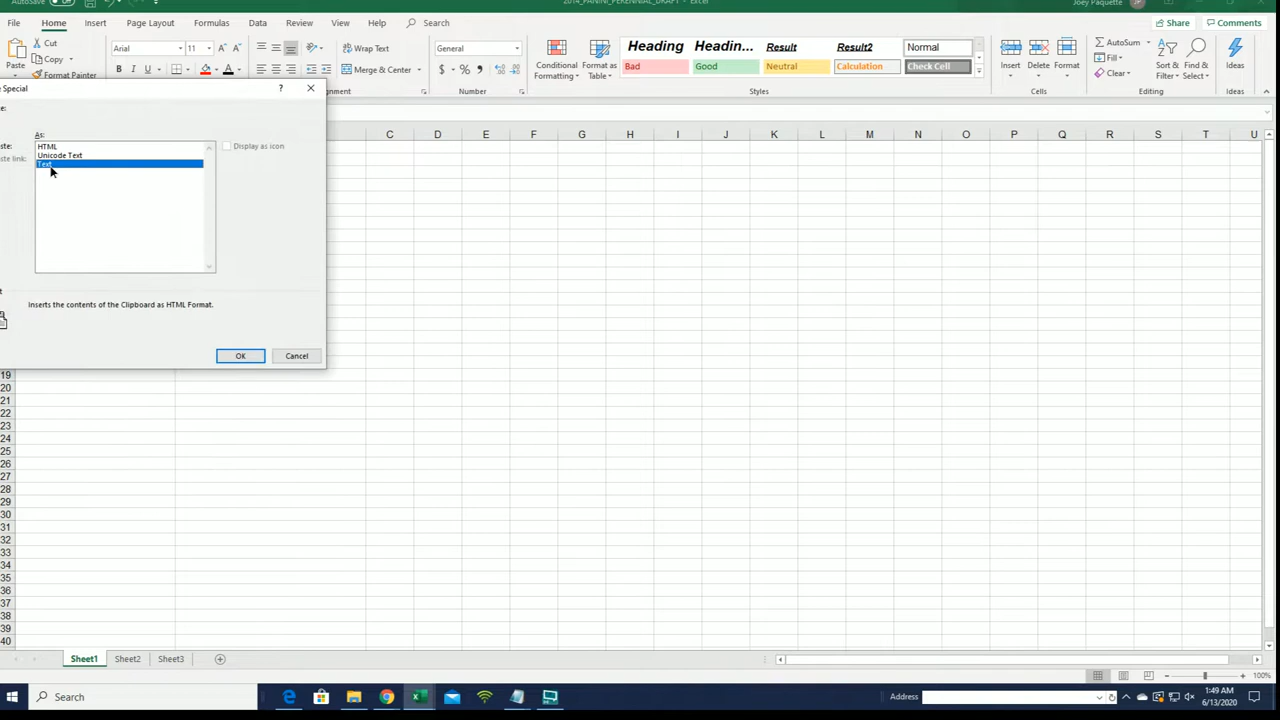 AutoSave
2014_PANINI_PERENNIAL_DRAFT - Excel
Joey Paquette
JP
File Home Insert Page Layout Formulas Data Review View Help Search
Share Comments
Paste
Cut
Copy
Format Painter
Arial 11
B I U
Wrap Text
Merge & Center
General
$ % ,
Conditional Formatting
Format as Table
Heading Headin... Result Result2 Normal
Bad Good Neutral Calculation Check Cell
Insert Delete Format
AutoSum
Fill
Clear
Sort & Filter
Find & Select
Ideas
Number Styles Cells Editing Ideas
Special
As:
HTML
Unicode Text
Text
Display as icon
Inserts the contents of the Clipboard as HTML Format.
OK Cancel
C D E F G H I J K L M N O P Q R S T U
19
20
21
22
23
24
25
26
27
28
29
30
31
32
33
34
35
36
37
38
39
40
Sheet1 Sheet2 Sheet3
100%
Search
Address
1:49 AM
6/13/2020